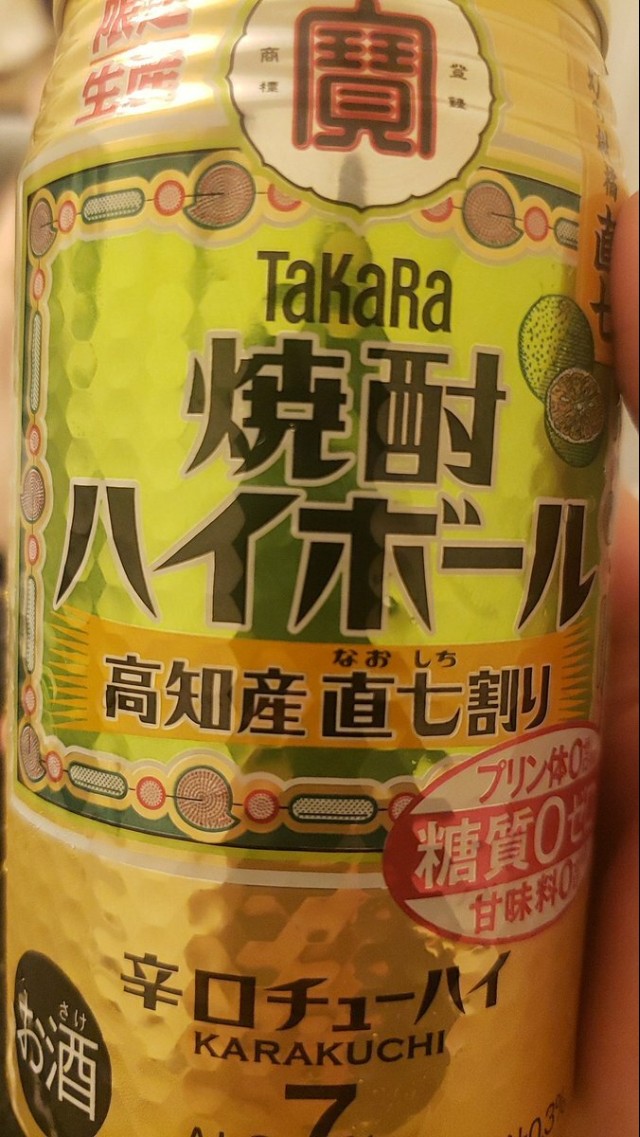 限定
生産
寶
商標
登録
TaKaRa
焼酎
ハイボール
なおしち
高知産直七割り
プリン体0
糖質0ゼ
甘味料0
辛口チューハイ
KARAKUCHI
さけ
お酒
7